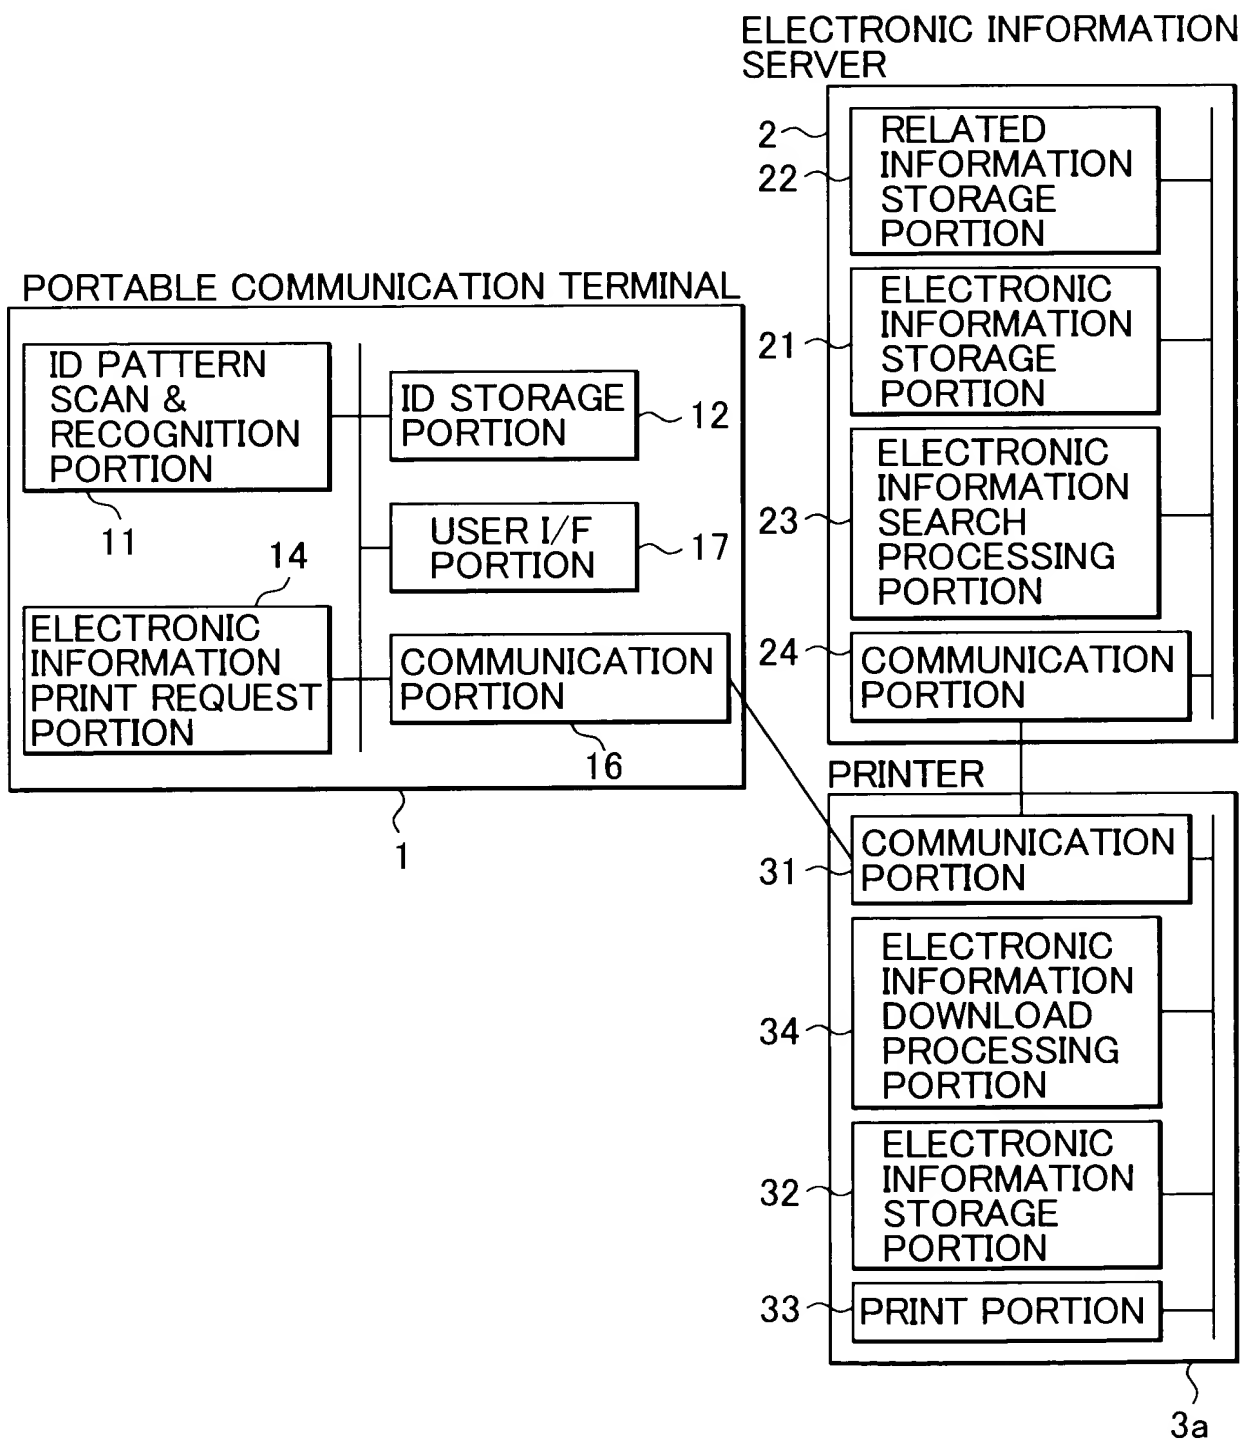 ELECTRONIC INFORMATION
SERVER
2
22
RELATED
INFORMATION
STORAGE
PORTION
21
ELECTRONIC
INFORMATION
STORAGE
PORTION
23
ELECTRONIC
INFORMATION
SEARCH
PROCESSING
PORTION
24
COMMUNICATION
PORTION
PORTABLE COMMUNICATION TERMINAL
ID PATTERN
SCAN &
RECOGNITION
PORTION
11
ID STORAGE
PORTION
12
USER I/F
PORTION
17
14
ELECTRONIC
INFORMATION
PRINT REQUEST
PORTION
COMMUNICATION
PORTION
16
1
PRINTER
31
COMMUNICATION
PORTION
34
ELECTRONIC
INFORMATION
DOWNLOAD
PROCESSING
PORTION
32
ELECTRONIC
INFORMATION
STORAGE
PORTION
33
PRINT PORTION
3a